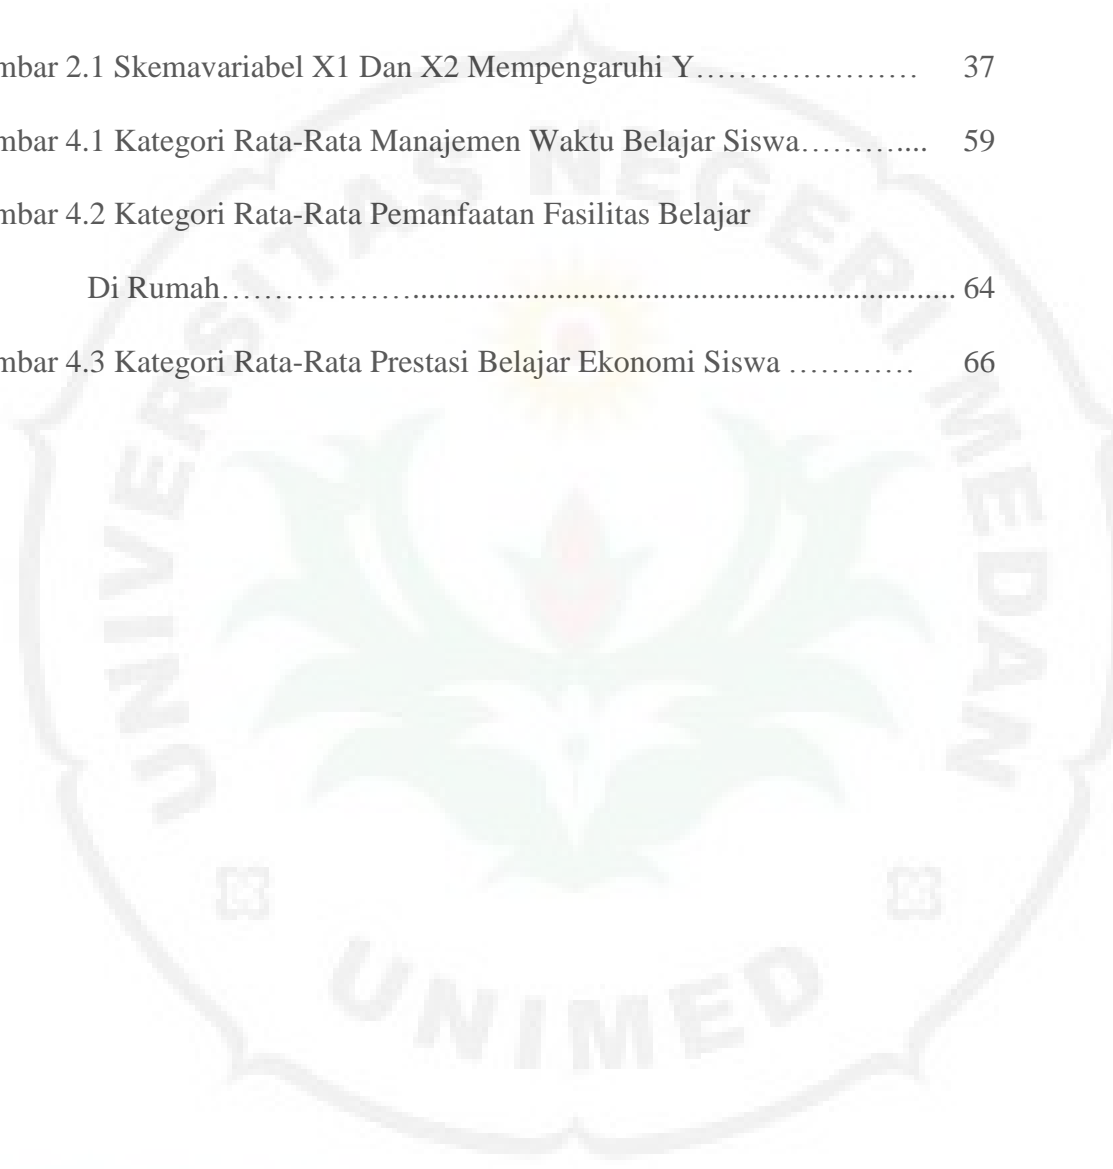 mbar 2.1 Skemavariabel X1 Dan X2 Mempengaruhi Y………………… 37
mbar 4.1 Kategori Rata-Rata Manajemen Waktu Belajar Siswa……….... 59
mbar 4.2 Kategori Rata-Rata Pemanfaatan Fasilitas Belajar
Di Rumah……………….................................................................... 64
mbar 4.3 Kategori Rata-Rata Prestasi Belajar Ekonomi Siswa ………… 66
UNIVERSITAS NEGERI MEDAN
UNIMED